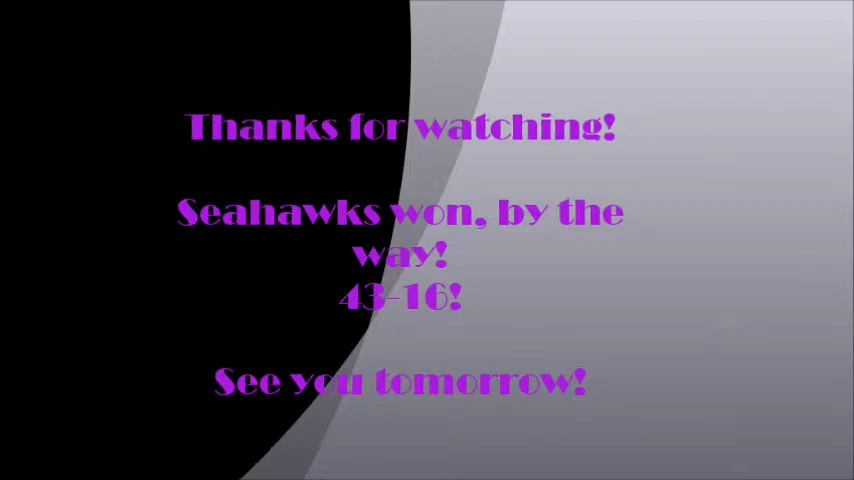 Thanks for watching!
Seahawks won, by the
way!
43-16!
See you tomorrow!